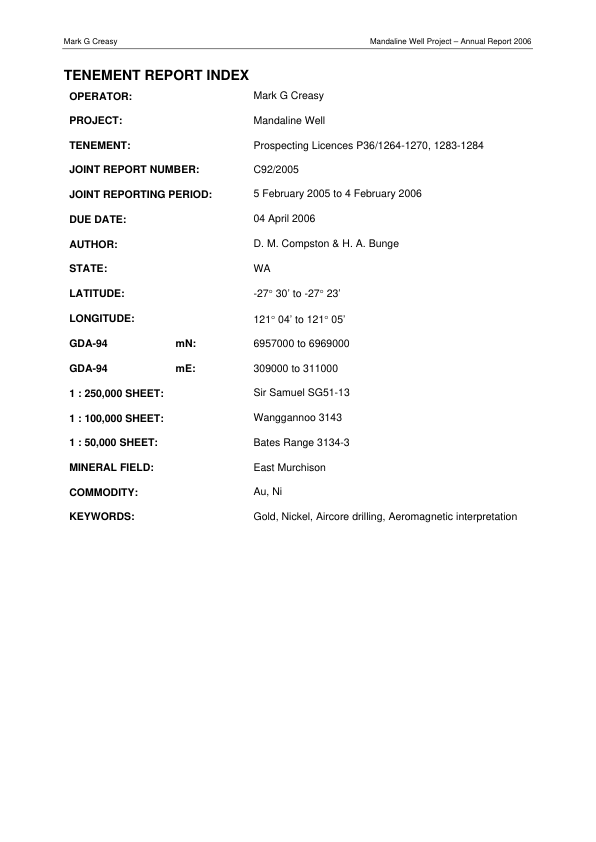 Mark G Creasy Mandaline Well Project – Annual Report 2006
TENEMENT REPORT INDEX
OPERATOR: Mark G Creasy
PROJECT: Mandaline Well
TENEMENT: Prospecting Licences P36/1264-1270, 1283-1284
JOINT REPORT NUMBER: C92/2005
JOINT REPORTING PERIOD: 5 February 2005 to 4 February 2006
DUE DATE: 04 April 2006
AUTHOR: D. M. Compston & H. A. Bunge
STATE: WA
LATITUDE: -27° 30’ to -27° 23’
LONGITUDE: 121° 04’ to 121° 05’
GDA-94 mN: 6957000 to 6969000
GDA-94 mE: 309000 to 311000
1 : 250,000 SHEET: Sir Samuel SG51-13
1 : 100,000 SHEET: Wanggannoo 3143
1 : 50,000 SHEET: Bates Range 3134-3
MINERAL FIELD: East Murchison
COMMODITY: Au, Ni
KEYWORDS: Gold, Nickel, Aircore drilling, Aeromagnetic interpretation